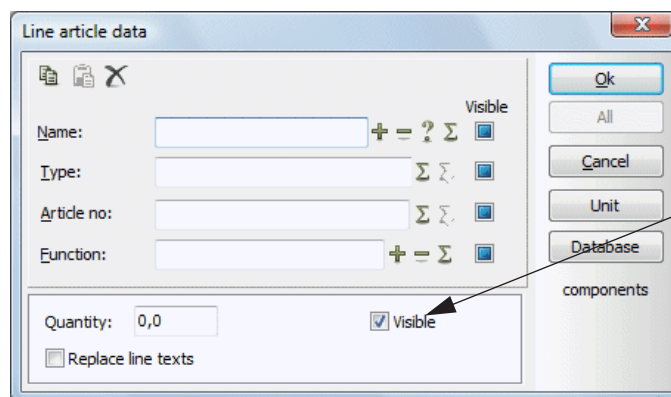 Line article data
Visible
Name:
Type:
Article no:
Function:
Quantity: 0,0
Visible
Replace line texts
Ok
All
Cancel
Unit
Database
components